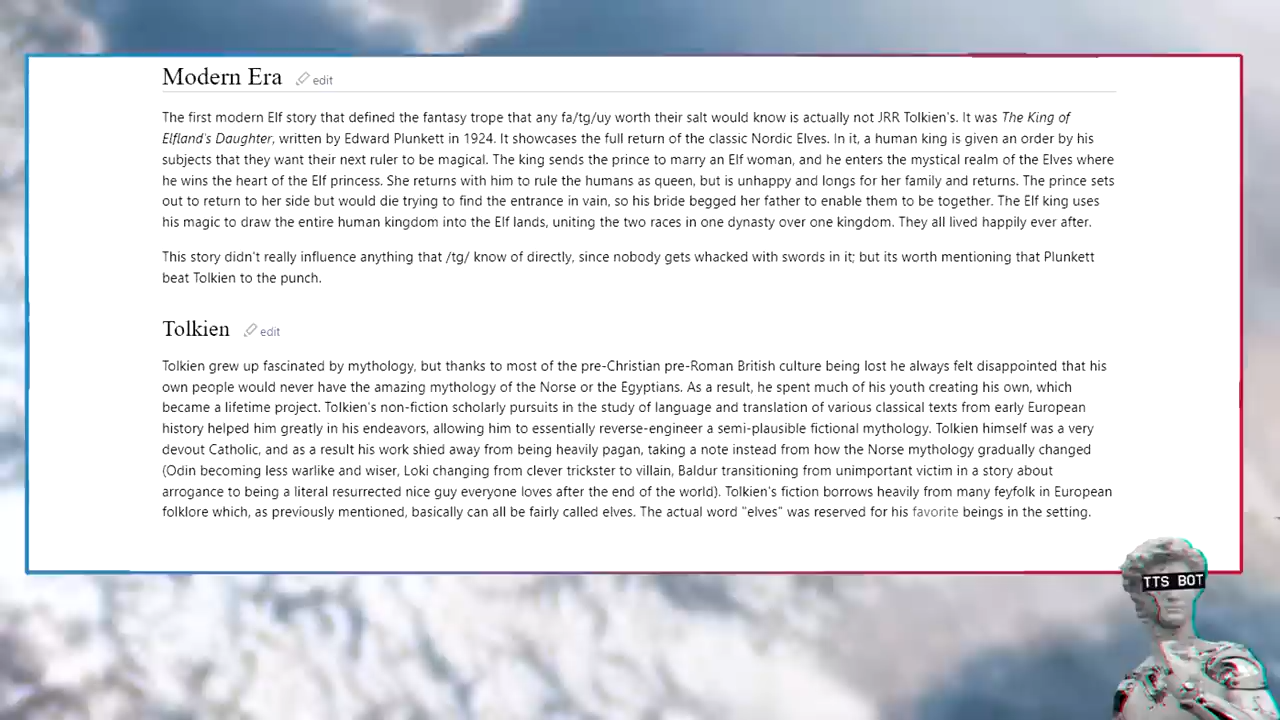 Modern Era edit
The first modern Elf story that defined the fantasy trope that any fa/tg/uy worth their salt would know is actually not JRR Tolkien's. It was The King of
Elfland's Daughter, written by Edward Plunkett in 1924. It showcases the full return of the classic Nordic Elves. In it, a human king is given an order by his
subjects that they want their next ruler to be magical. The king sends the prince to marry an Elf woman, and he enters the mystical realm of the Elves where
he wins the heart of the Elf princess. She returns with him to rule the humans as queen, but is unhappy and longs for her family and returns. The prince sets
out to return to her side but would die trying to find the entrance in vain, so his bride begged her father to enable them to be together. The Elf king uses
his magic to draw the entire human kingdom into the Elf lands, uniting the two races in one dynasty over one kingdom. They all lived happily ever after.
This story didn't really influence anything that /tg/ know of directly, since nobody gets whacked with swords in it; but its worth mentioning that Plunkett
beat Tolkien to the punch.
Tolkien edit
Tolkien grew up fascinated by mythology, but thanks to most of the pre-Christian pre-Roman British culture being lost he always felt disappointed that his
own people would never have the amazing mythology of the Norse or the Egyptians. As a result, he spent much of his youth creating his own, which
became a lifetime project. Tolkien's non-fiction scholarly pursuits in the study of language and translation of various classical texts from early European
history helped him greatly in his endeavors, allowing him to essentially reverse-engineer a semi-plausible fictional mythology. Tolkien himself was a very
devout Catholic, and as a result his work shied away from being heavily pagan, taking a note instead from how the Norse mythology gradually changed
(Odin becoming less warlike and wiser, Loki changing from clever trickster to villain, Baldur transitioning from unimportant victim in a story about
arrogance to being a literal resurrected nice guy everyone loves after the end of the world). Tolkien's fiction borrows heavily from many feyfolk in European
folklore which, as previously mentioned, basically can all be fairly called elves. The actual word "elves" was reserved for his favorite beings in the setting.
TTS BOT